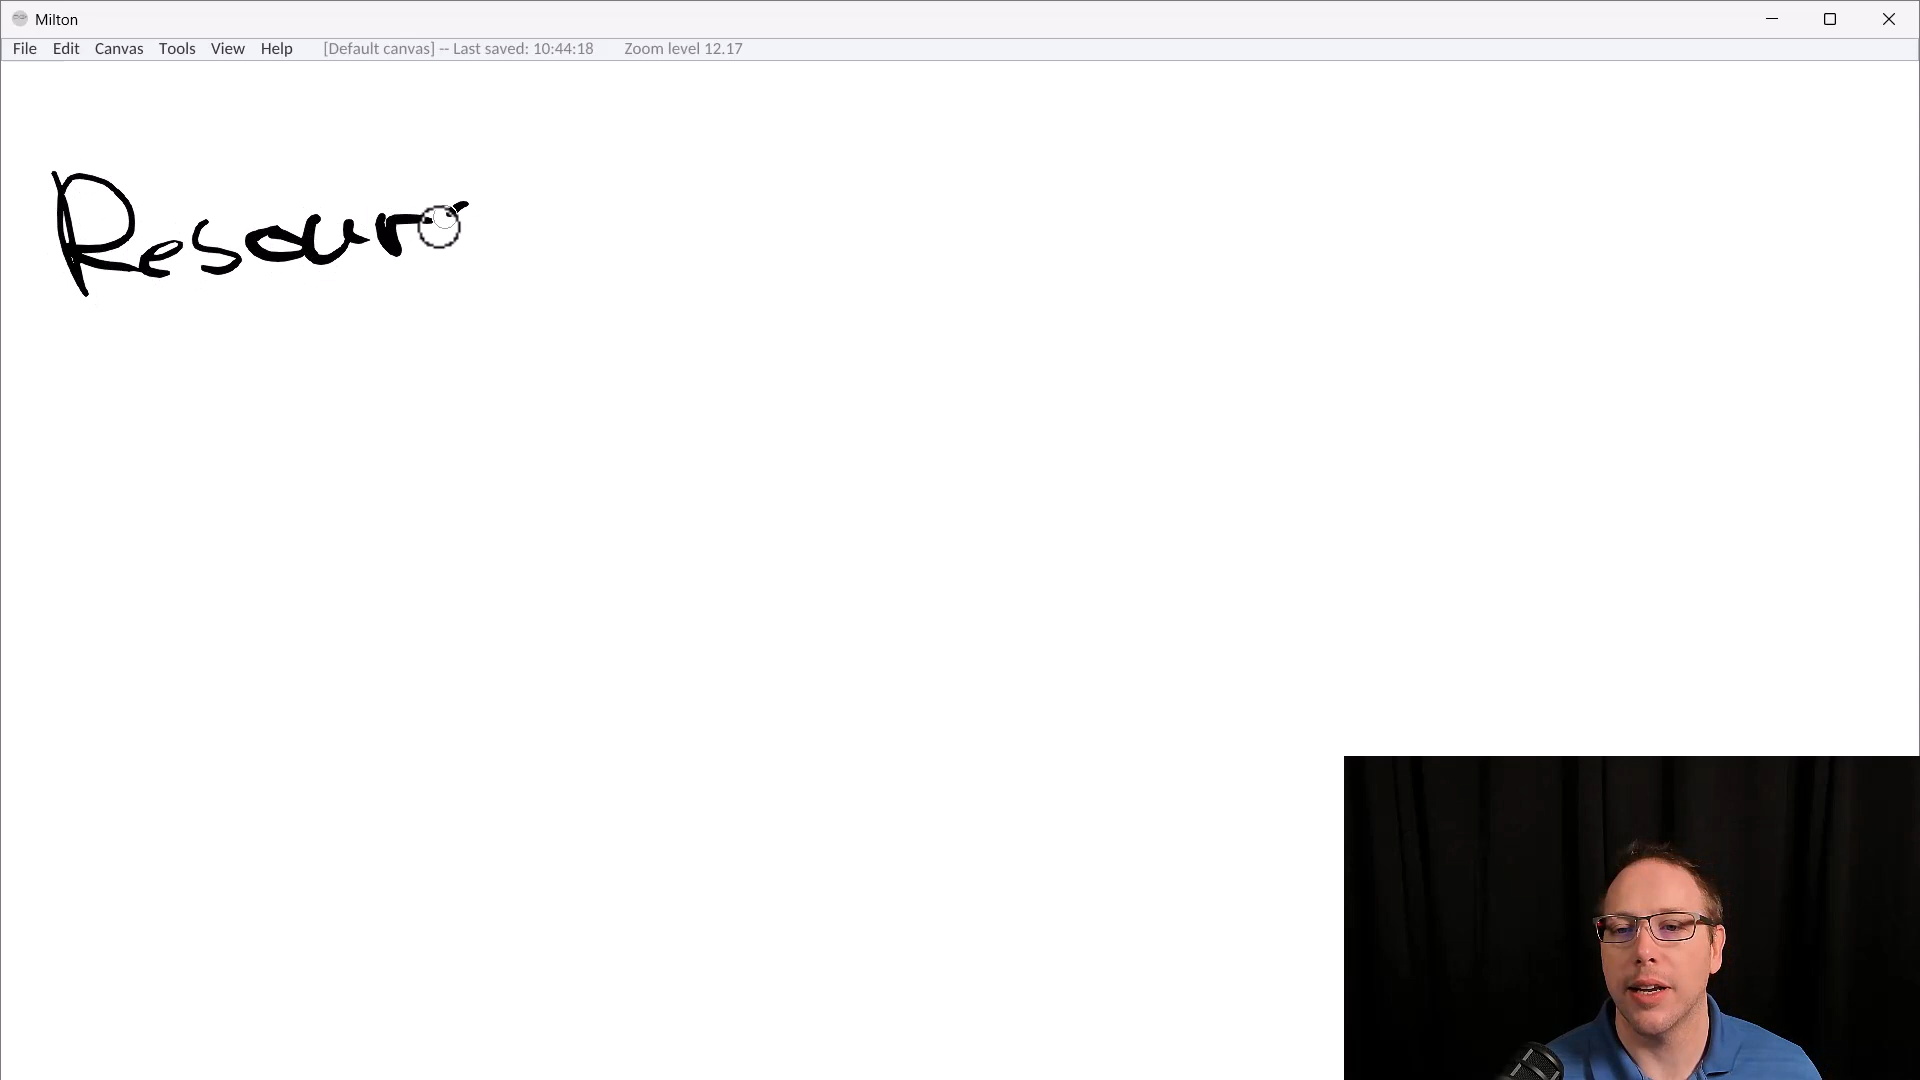 Milton
File Edit Canvas Tools View Help [Default canvas] -- Last saved: 10:44:18 Zoom level 12.17
Resour